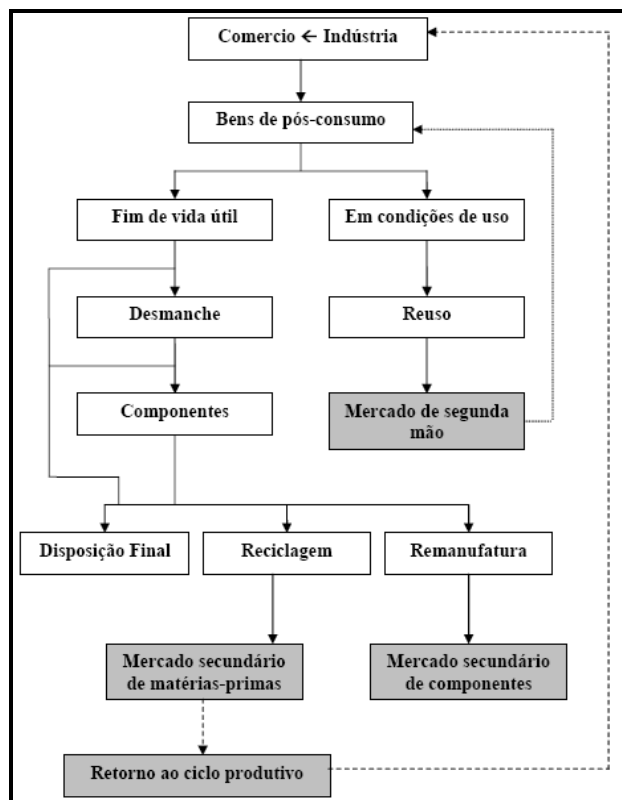 Comercio ← Indústria
Bens de pós-consumo
Fim de vida útil
Em condições de uso
Desmanche
Reuso
Componentes
Mercado de segunda
mão
Disposição Final
Reciclagem
Remanufatura
Mercado secundário
de matérias-primas
Mercado secundário
de componentes
Retorno ao ciclo produtivo